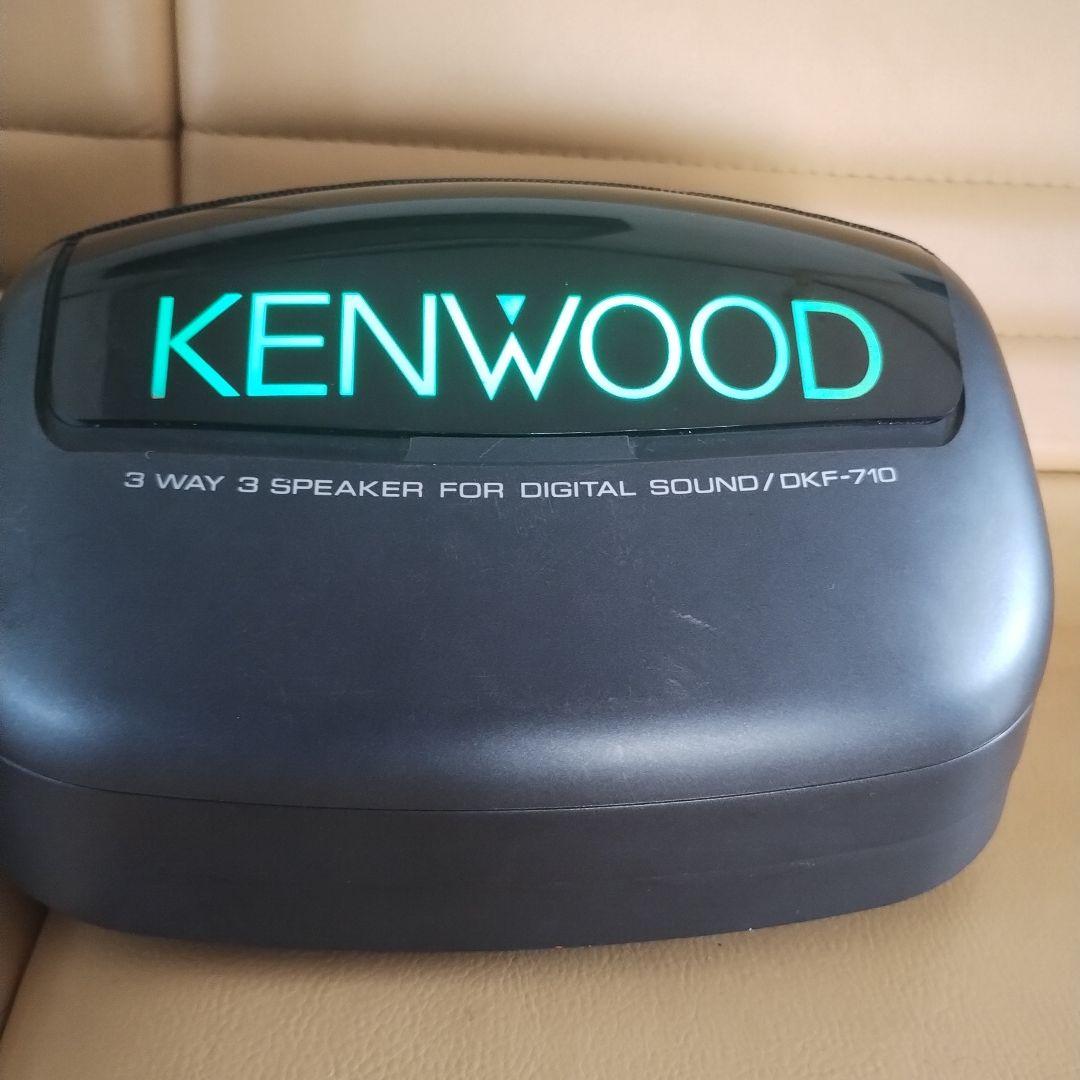 KENWOOD
3 WAY 3 SPEAKER FOR DIGITAL SOUND/DKF-710